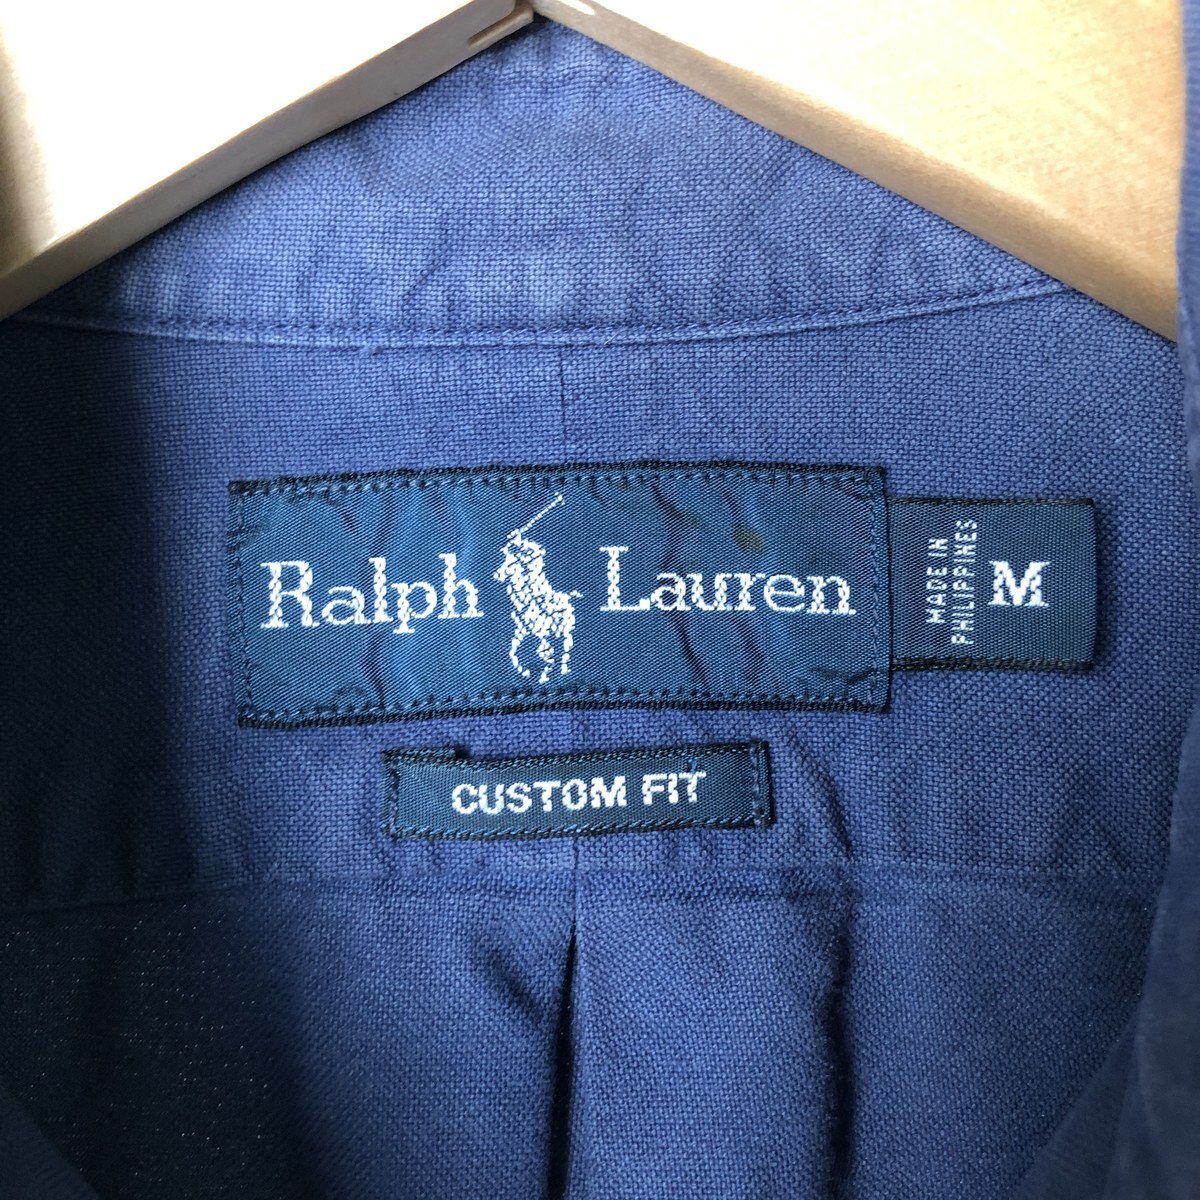 Ralph Lauren
MADE IN
PHILIPPINES
M
CUSTOM FIT